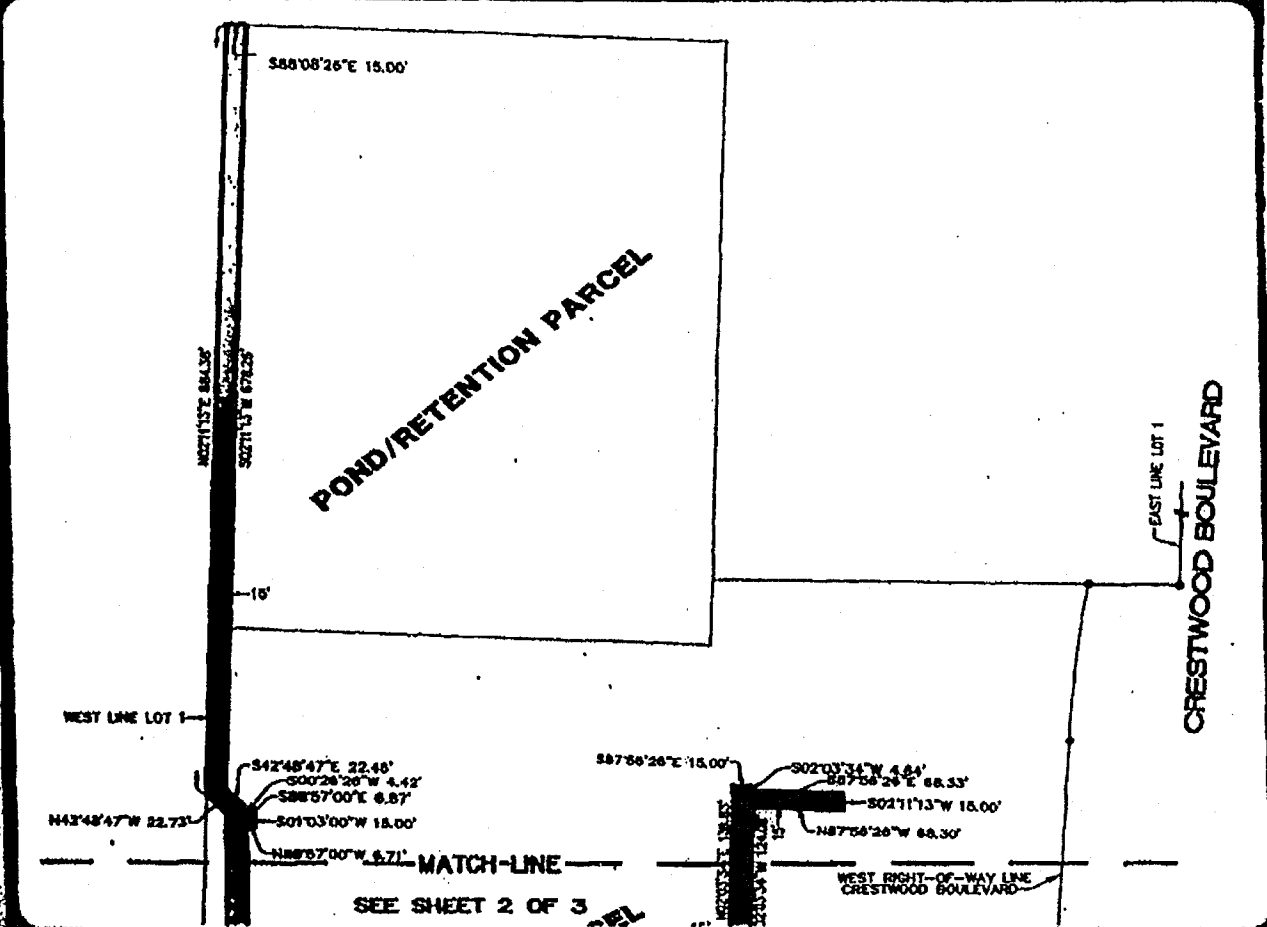 S88°08'26"E 15.00'
POND/RETENTION PARCEL
S02°11'13"W
15'
EAST LINE LOT 1
CRESTWOOD BOULEVARD
WEST LINE LOT 1
S42°48'47"E 22.48'
S00°26'26"W 4.42'
S88°57'00"E 6.87'
S01°03'00"W 15.00'
N42°48'47"W 22.73'
N88°57'00"W 6.71'
S87°56'26"E 15.00'
S02°03'34"W 4.64'
S87°56'26"E 68.33'
S02°11'13"W 15.00'
N87°56'26"W 68.30'
15'
MATCH-LINE
WEST RIGHT-OF-WAY LINE
CRESTWOOD BOULEVARD
SEE SHEET 2 OF 3